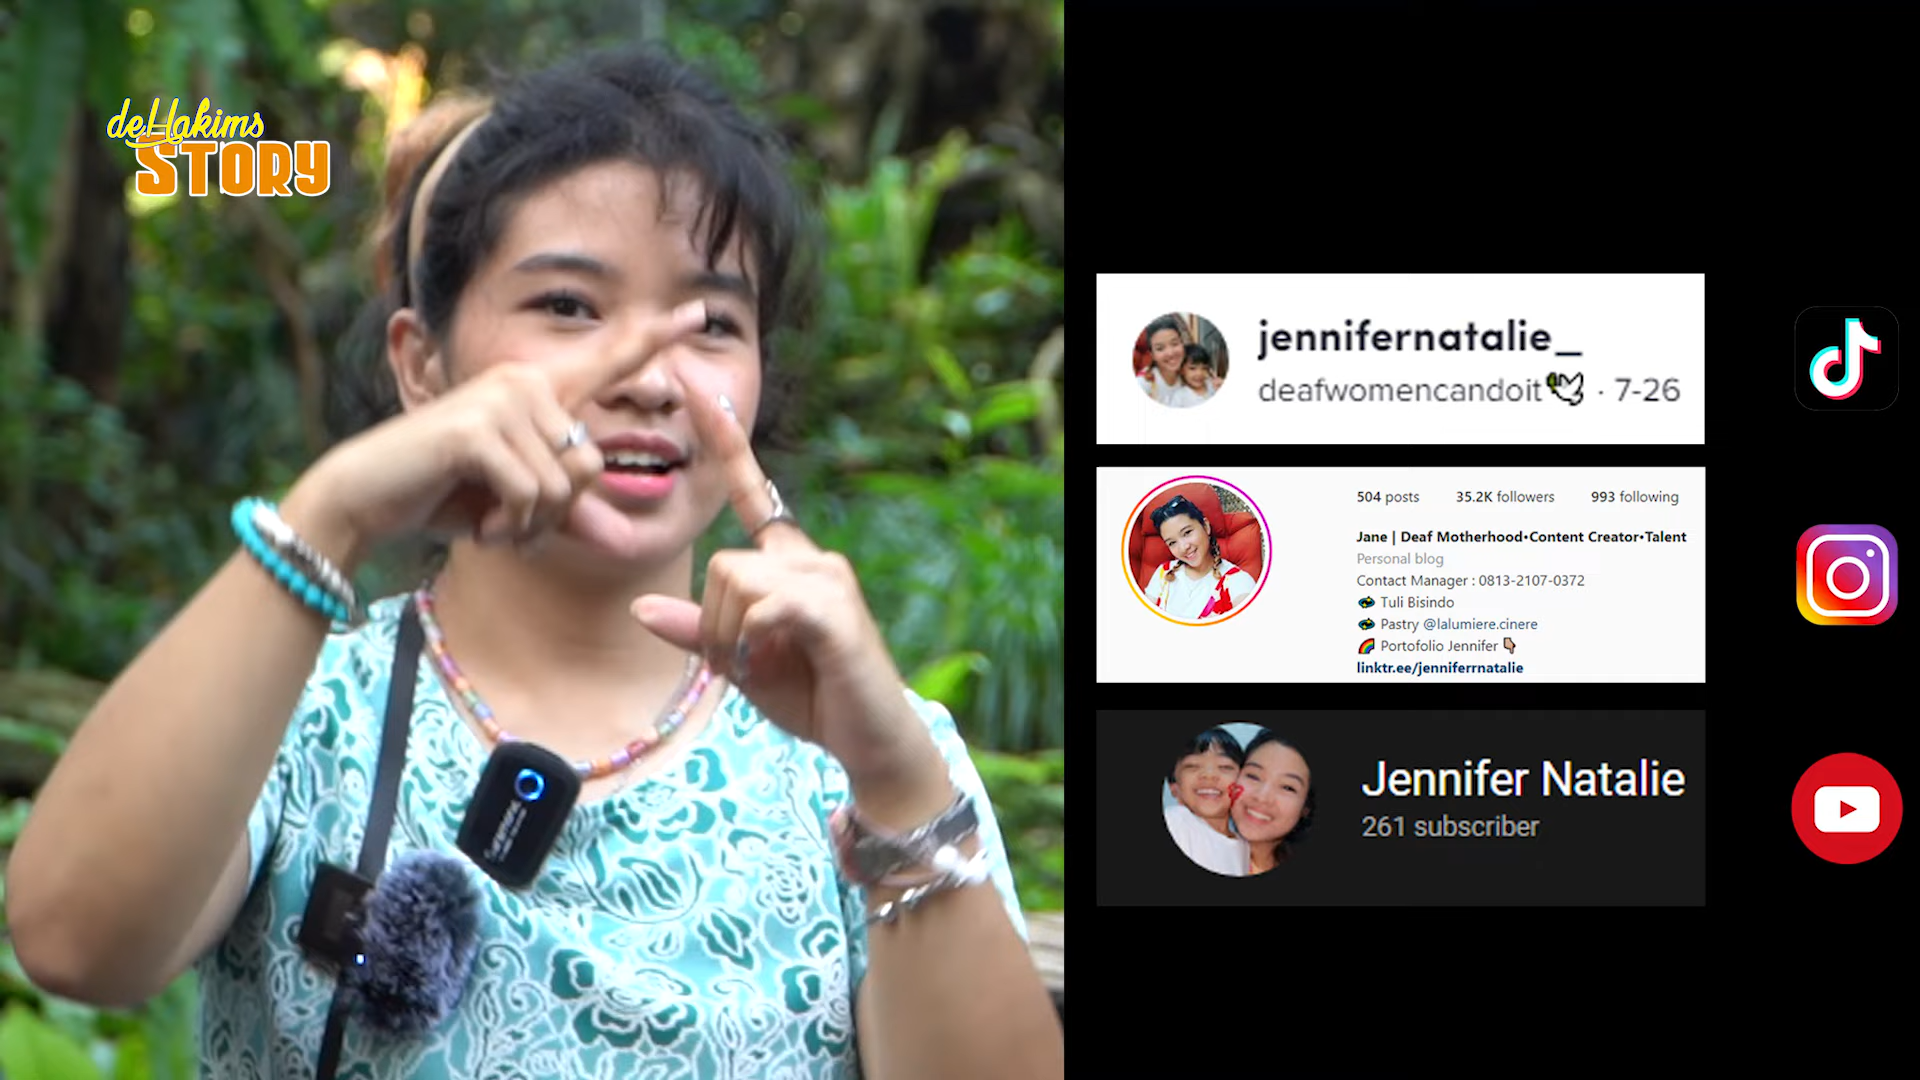 deHakims
STORY
jennifernatalie_
deafwomencandoit🕊 · 7-26
504 posts 35.2K followers 993 following
Jane | Deaf Motherhood•Content Creator•Talent
Personal blog
Contact Manager : 0813-2107-0372
Tuli Bisindo
Pastry @lalumiere.cinere
🌈 Portofolio Jennifer 👇🏼
linktr.ee/jenniferrnatalie
Jennifer Natalie
261 subscriber